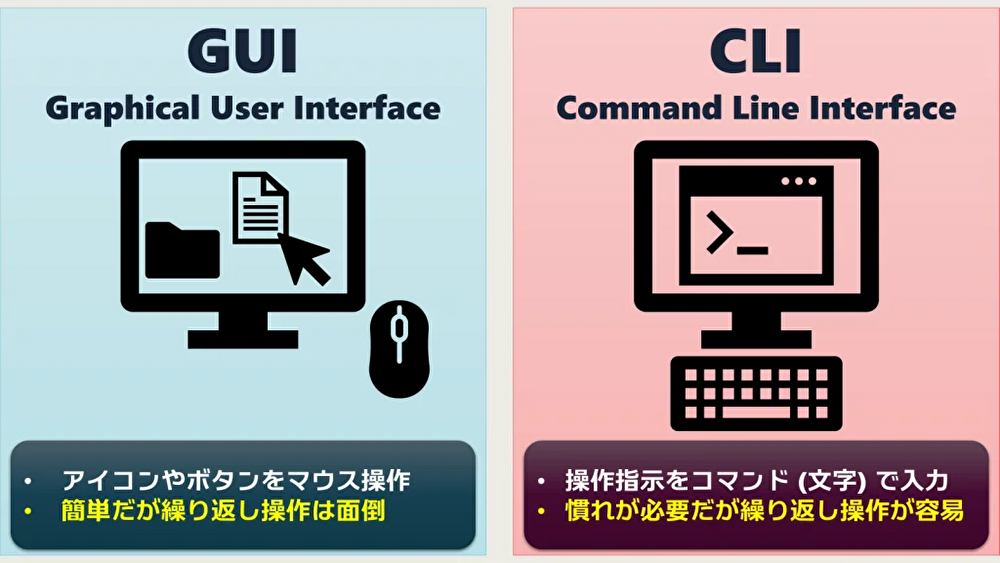 GUI
Graphical User Interface
• アイコンやボタンをマウス操作
• 簡単だが繰り返し操作は面倒
CLI
Command Line Interface
>_
• 操作指示をコマンド (文字) で入力
• 慣れが必要だが繰り返し操作が容易